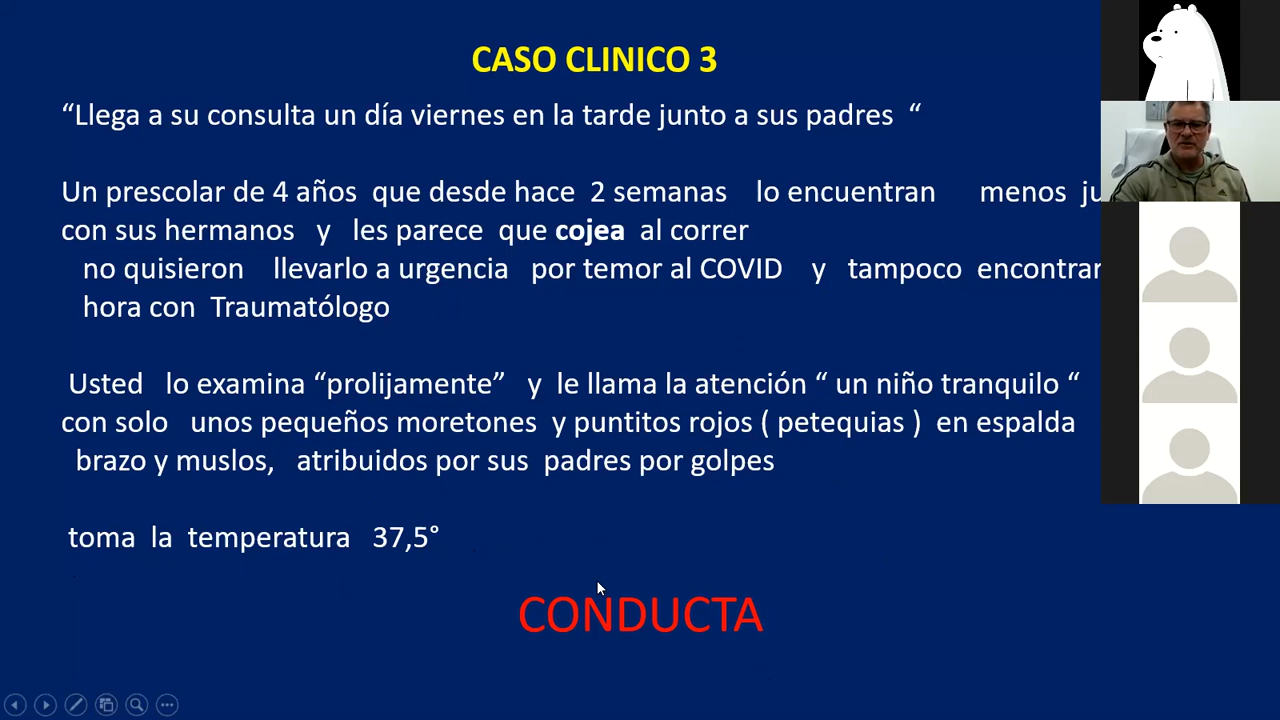 CASO CLINICO 3
“Llega a su consulta un día viernes en la tarde junto a sus padres “
Un prescolar de 4 años que desde hace 2 semanas lo encuentran menos
con sus hermanos y les parece que cojea al correr
no quisieron llevarlo a urgencia por temor al COVID y tampoco
hora con Traumatólogo
Usted lo examina “prolijamente” y le llama la atención “ un niño tranquilo “
con solo unos pequeños moretones y puntitos rojos ( petequias ) en espalda
brazo y muslos, atribuidos por sus padres por golpes
toma la temperatura 37,5°
CONDUCTA